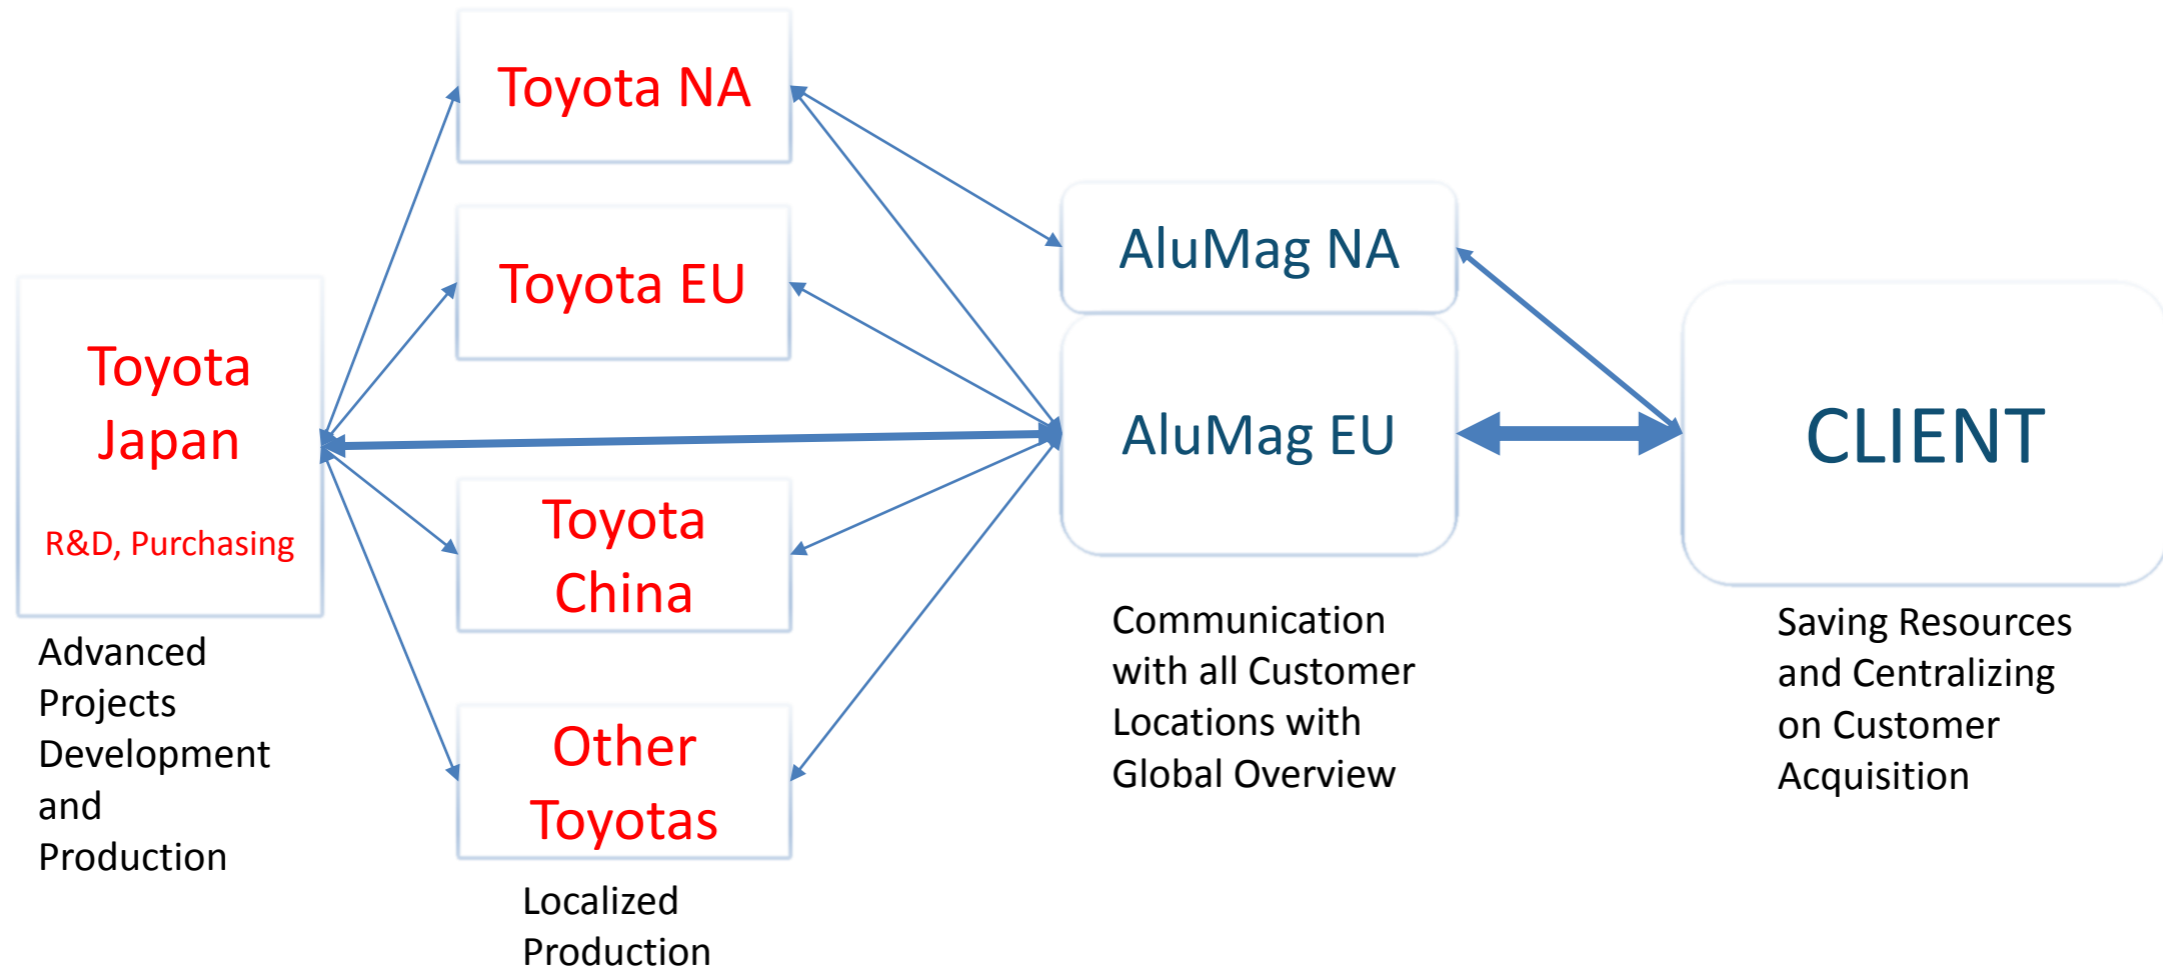 Toyota NA
Toyota EU
Toyota
Japan
R&D, Purchasing
Advanced
Projects
Development
and
Production
Toyota
China
Other
Toyotas
Localized
Production
AluMag NA
AluMag EU
Communication
with all Customer
Locations with
Global Overview
CLIENT
Saving Resources
and Centralizing
on Customer
Acquisition